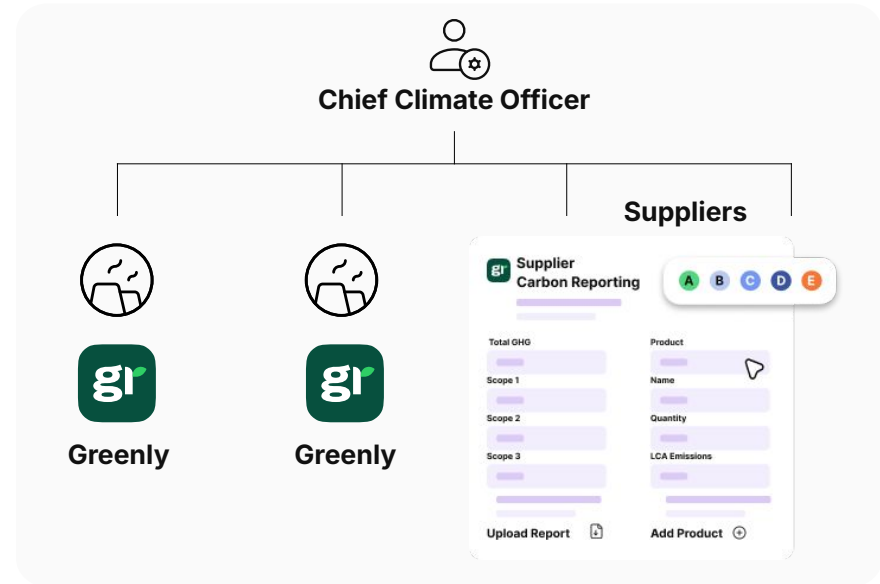 Chief Climate Officer
Suppliers
gr
Supplier
Carbon Reporting
A B C D E
Total GHG
Product
Scope 1
Name
Scope 2
Quantity
Scope 3
LCA Emissions
Upload Report
Add Product
gr
Greenly
gr
Greenly